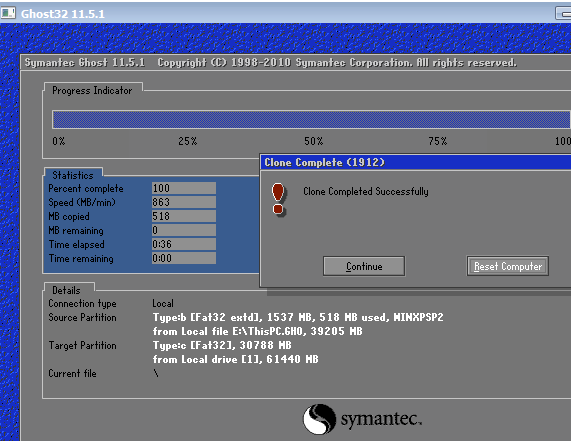 Ghost32 11.5.1
Symantec Ghost 11.5.1 Copyright (C) 1998-2010 Symantec Corporation. All rights reserved.
Progress Indicator
0% 25% 50% 75% 100
Clone Complete (1912)
Clone Completed Successfully
Continue Reset Computer
Statistics
Percent complete 100
Speed (MB/min) 863
MB copied 518
MB remaining 0
Time elapsed 0:36
Time remaining 0:00
Details
Connection type Local
Source Partition Type:b [Fat32 extd], 1537 MB, 518 MB used, MINXPSP2
from Local file E:\ThisPC.GHO, 39205 MB
Target Partition Type:c [Fat32], 30788 MB
from Local drive [1], 61440 MB
Current file \
symantec.